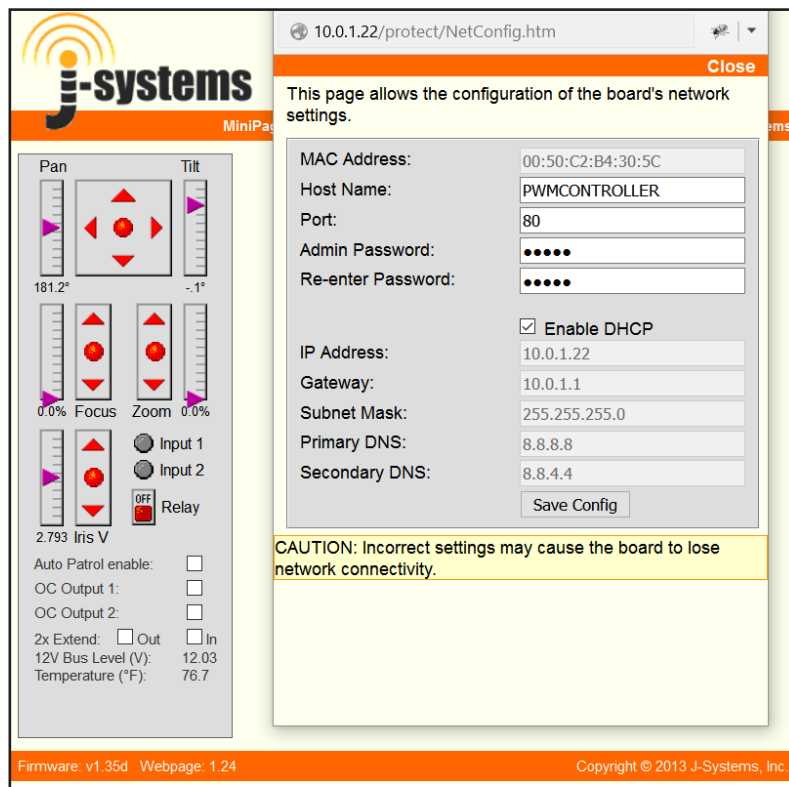 j-systems
MiniPa
ems
Pan
Tilt
181.2°
-.1°
0.0%
Focus
Zoom
0.0%
Input 1
Input 2
OFF
Relay
2.793
Iris V
Auto Patrol enable:
OC Output 1:
OC Output 2:
2x Extend:
Out
In
12V Bus Level (V): 12.03
Temperature (°F): 76.7
10.0.1.22/protect/NetConfig.htm
Close
This page allows the configuration of the board's network
settings.
MAC Address: 00:50:C2:B4:30:5C
Host Name: PWMCONTROLLER
Port: 80
Admin Password: •••••
Re-enter Password: •••••
Enable DHCP
IP Address: 10.0.1.22
Gateway: 10.0.1.1
Subnet Mask: 255.255.255.0
Primary DNS: 8.8.8.8
Secondary DNS: 8.8.4.4
Save Config
CAUTION: Incorrect settings may cause the board to lose
network connectivity.
Firmware: v1.35d Webpage: 1.24
Copyright © 2013 J-Systems, Inc.